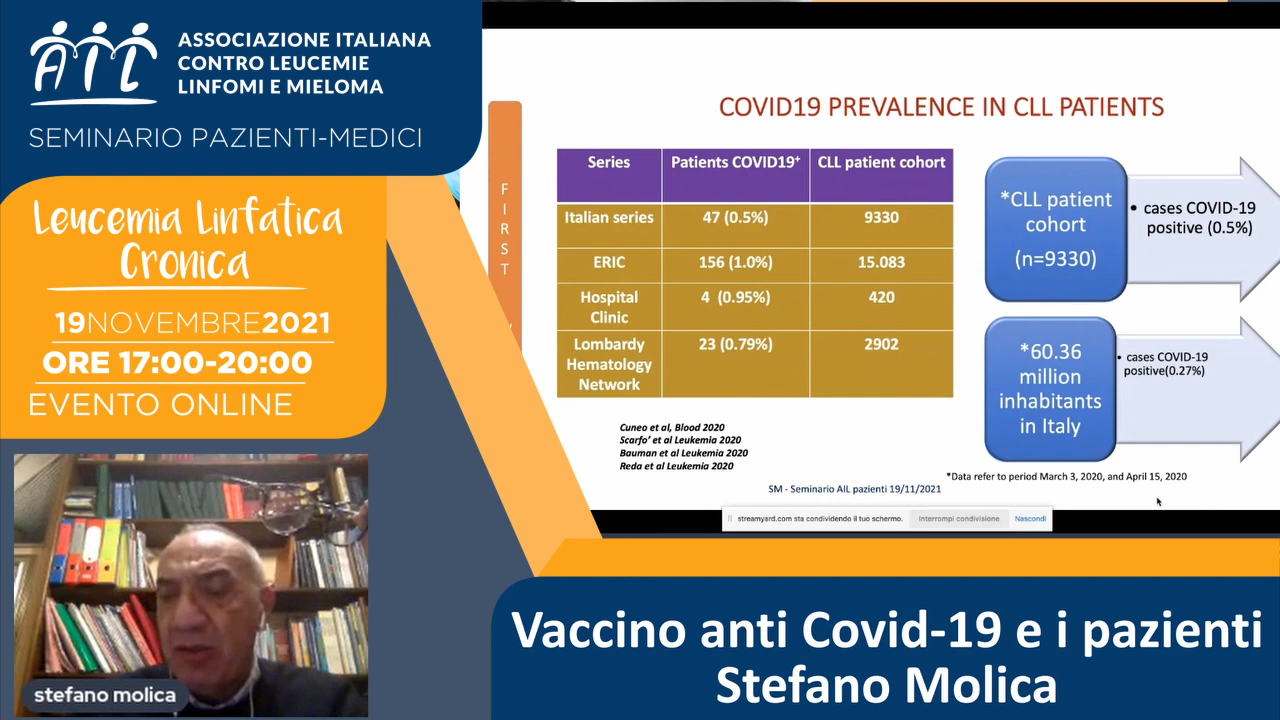 AIL
ASSOCIAZIONE ITALIANA
CONTRO LEUCEMIE
LINFOMI E MIELOMA
SEMINARIO PAZIENTI-MEDICI
Leucemia Linfatica
Cronica
19NOVEMBRE2021
ORE 17:00-20:00
EVENTO ONLINE
stefano molica
F
I
R
S
T
COVID19 PREVALENCE IN CLL PATIENTS
Series Patients COVID19+ CLL patient cohort
Italian series 47 (0.5%) 9330
ERIC 156 (1.0%) 15.083
Hospital Clinic 4 (0.95%) 420
Lombardy Hematology Network 23 (0.79%) 2902
*CLL patient
cohort
(n=9330)
• cases COVID-19
positive (0.5%)
*60.36
million
inhabitants
in Italy
• cases COVID-19
positive(0.27%)
Cuneo et al, Blood 2020
Scarfo' et al Leukemia 2020
Bauman et al Leukemia 2020
Reda et al Leukemia 2020
*Data refer to period March 3, 2020, and April 15, 2020
SM - Seminario AIL pazienti 19/11/2021
streamyard.com sta condividendo il tuo schermo. Interrompi condivisione Nascondi
Vaccino anti Covid-19 e i pazienti
Stefano Molica